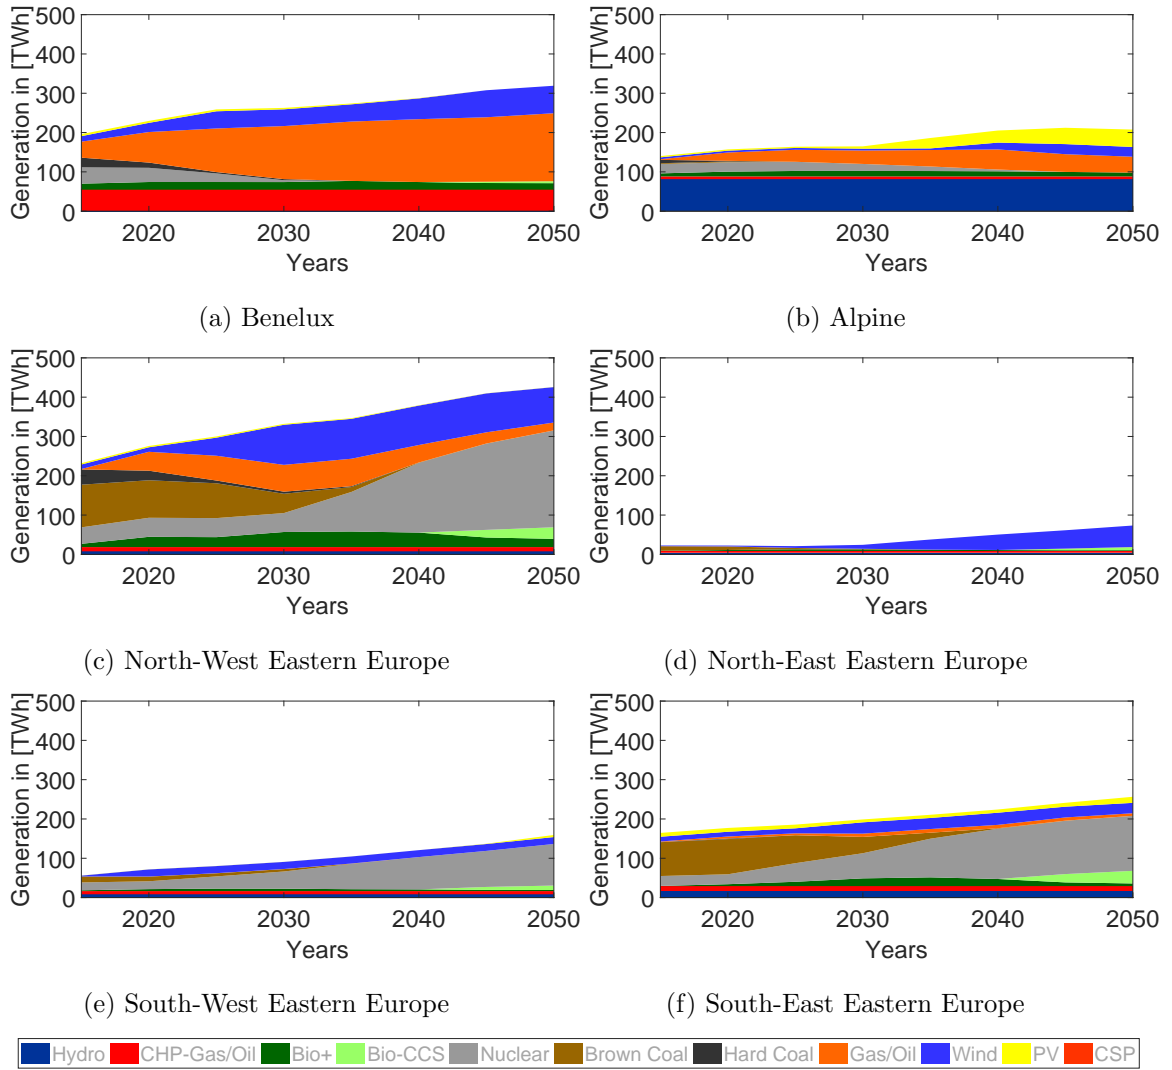 500
400
300
200
100
0
Generation in [TWh]
2020 2030 2040 2050
Years
(a) Benelux
500
400
300
200
100
0
Generation in [TWh]
2020 2030 2040 2050
Years
(b) Alpine
500
400
300
200
100
0
Generation in [TWh]
2020 2030 2040 2050
Years
(c) North-West Eastern Europe
500
400
300
200
100
0
Generation in [TWh]
2020 2030 2040 2050
Years
(d) North-East Eastern Europe
500
400
300
200
100
0
Generation in [TWh]
2020 2030 2040 2050
Years
(e) South-West Eastern Europe
500
400
300
200
100
0
Generation in [TWh]
2020 2030 2040 2050
Years
(f) South-East Eastern Europe
Hydro CHP-Gas/Oil Bio+ Bio-CCS Nuclear Brown Coal Hard Coal Gas/Oil Wind PV CSP